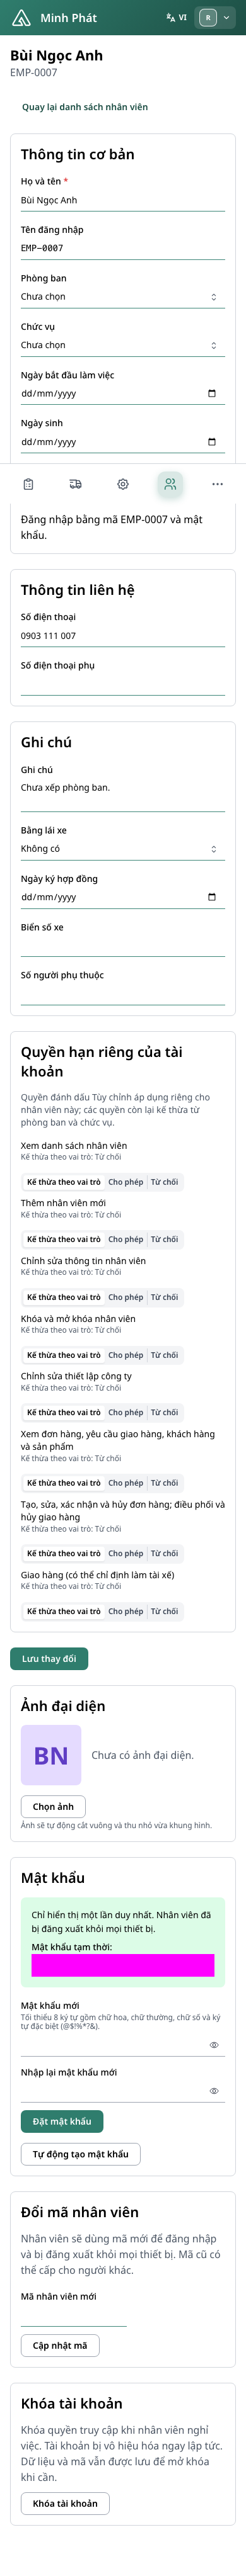 Minh Phát
VI
R
Bùi Ngọc Anh
EMP-0007
Quay lại danh sách nhân viên
Thông tin cơ bản
Họ và tên *
Bùi Ngọc Anh
Tên đăng nhập
EMP-0007
Phòng ban
Chưa chọn
Chức vụ
Chưa chọn
Ngày bắt đầu làm việc
dd/mm/yyyy
Ngày sinh
dd/mm/yyyy
Đăng nhập bằng mã EMP-0007 và mật
khẩu.
Thông tin liên hệ
Số điện thoại
0903 111 007
Số điện thoại phụ
Ghi chú
Ghi chú
Chưa xếp phòng ban.
Bằng lái xe
Không có
Ngày ký hợp đồng
dd/mm/yyyy
Biển số xe
Số người phụ thuộc
Quyền hạn riêng của tài
khoản
Quyền đánh dấu Tùy chỉnh áp dụng riêng cho
nhân viên này; các quyền còn lại kế thừa từ
phòng ban và chức vụ.
Xem danh sách nhân viên
Kế thừa theo vai trò: Từ chối
Kế thừa theo vai trò Cho phép Từ chối
Thêm nhân viên mới
Kế thừa theo vai trò: Từ chối
Kế thừa theo vai trò Cho phép Từ chối
Chỉnh sửa thông tin nhân viên
Kế thừa theo vai trò: Từ chối
Kế thừa theo vai trò Cho phép Từ chối
Khóa và mở khóa nhân viên
Kế thừa theo vai trò: Từ chối
Kế thừa theo vai trò Cho phép Từ chối
Chỉnh sửa thiết lập công ty
Kế thừa theo vai trò: Từ chối
Kế thừa theo vai trò Cho phép Từ chối
Xem đơn hàng, yêu cầu giao hàng, khách hàng
và sản phẩm
Kế thừa theo vai trò: Từ chối
Kế thừa theo vai trò Cho phép Từ chối
Tạo, sửa, xác nhận và hủy đơn hàng; điều phối và
hủy giao hàng
Kế thừa theo vai trò: Từ chối
Kế thừa theo vai trò Cho phép Từ chối
Giao hàng (có thể chỉ định làm tài xế)
Kế thừa theo vai trò: Từ chối
Kế thừa theo vai trò Cho phép Từ chối
Lưu thay đổi
Ảnh đại diện
BN
Chưa có ảnh đại diện.
Chọn ảnh
Ảnh sẽ tự động cắt vuông và thu nhỏ vừa khung hình.
Mật khẩu
Chỉ hiển thị một lần duy nhất. Nhân viên đã
bị đăng xuất khỏi mọi thiết bị.
Mật khẩu tạm thời:
Mật khẩu mới
Tối thiểu 8 ký tự gồm chữ hoa, chữ thường, chữ số và ký
tự đặc biệt (@$!%*?&).
Nhập lại mật khẩu mới
Đặt mật khẩu
Tự động tạo mật khẩu
Đổi mã nhân viên
Nhân viên sẽ dùng mã mới để đăng nhập
và bị đăng xuất khỏi mọi thiết bị. Mã cũ có
thể cấp cho người khác.
Mã nhân viên mới
Cập nhật mã
Khóa tài khoản
Khóa quyền truy cập khi nhân viên nghỉ
việc. Tài khoản bị vô hiệu hóa ngay lập tức.
Dữ liệu và mã vẫn được lưu để mở khóa
khi cần.
Khóa tài khoản